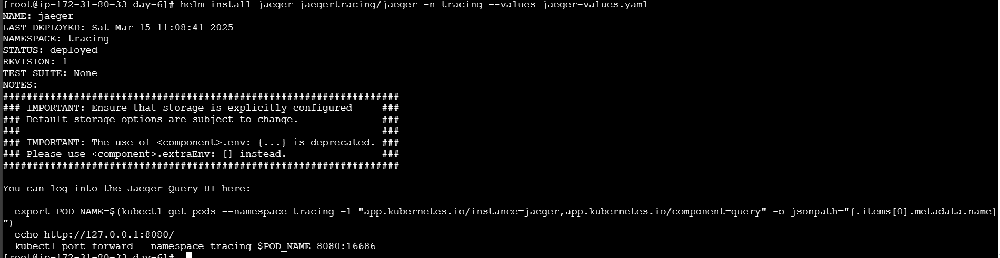 [root@ip-172-31-80-33 day-6]# helm install jaeger jaegertracing/jaeger -n tracing --values jaeger-values.yaml
NAME: jaeger
LAST DEPLOYED: Sat Mar 15 11:08:41 2025
NAMESPACE: tracing
STATUS: deployed
REVISION: 1
TEST SUITE: None
NOTES:
###################################################################
### IMPORTANT: Ensure that storage is explicitly configured     ###
### Default storage options are subject to change.              ###
###                                                             ###
### IMPORTANT: The use of <component>.env: {...} is deprecated. ###
### Please use <component>.extraEnv: [] instead.                ###
###################################################################

You can log into the Jaeger Query UI here:

  export POD_NAME=$(kubectl get pods --namespace tracing -l "app.kubernetes.io/instance=jaeger,app.kubernetes.io/component=query" -o jsonpath="{.items[0].metadata.name}
")
  echo http://127.0.0.1:8080/
  kubectl port-forward --namespace tracing $POD_NAME 8080:16686
[root@ip-172-31-80-33 day-6]#